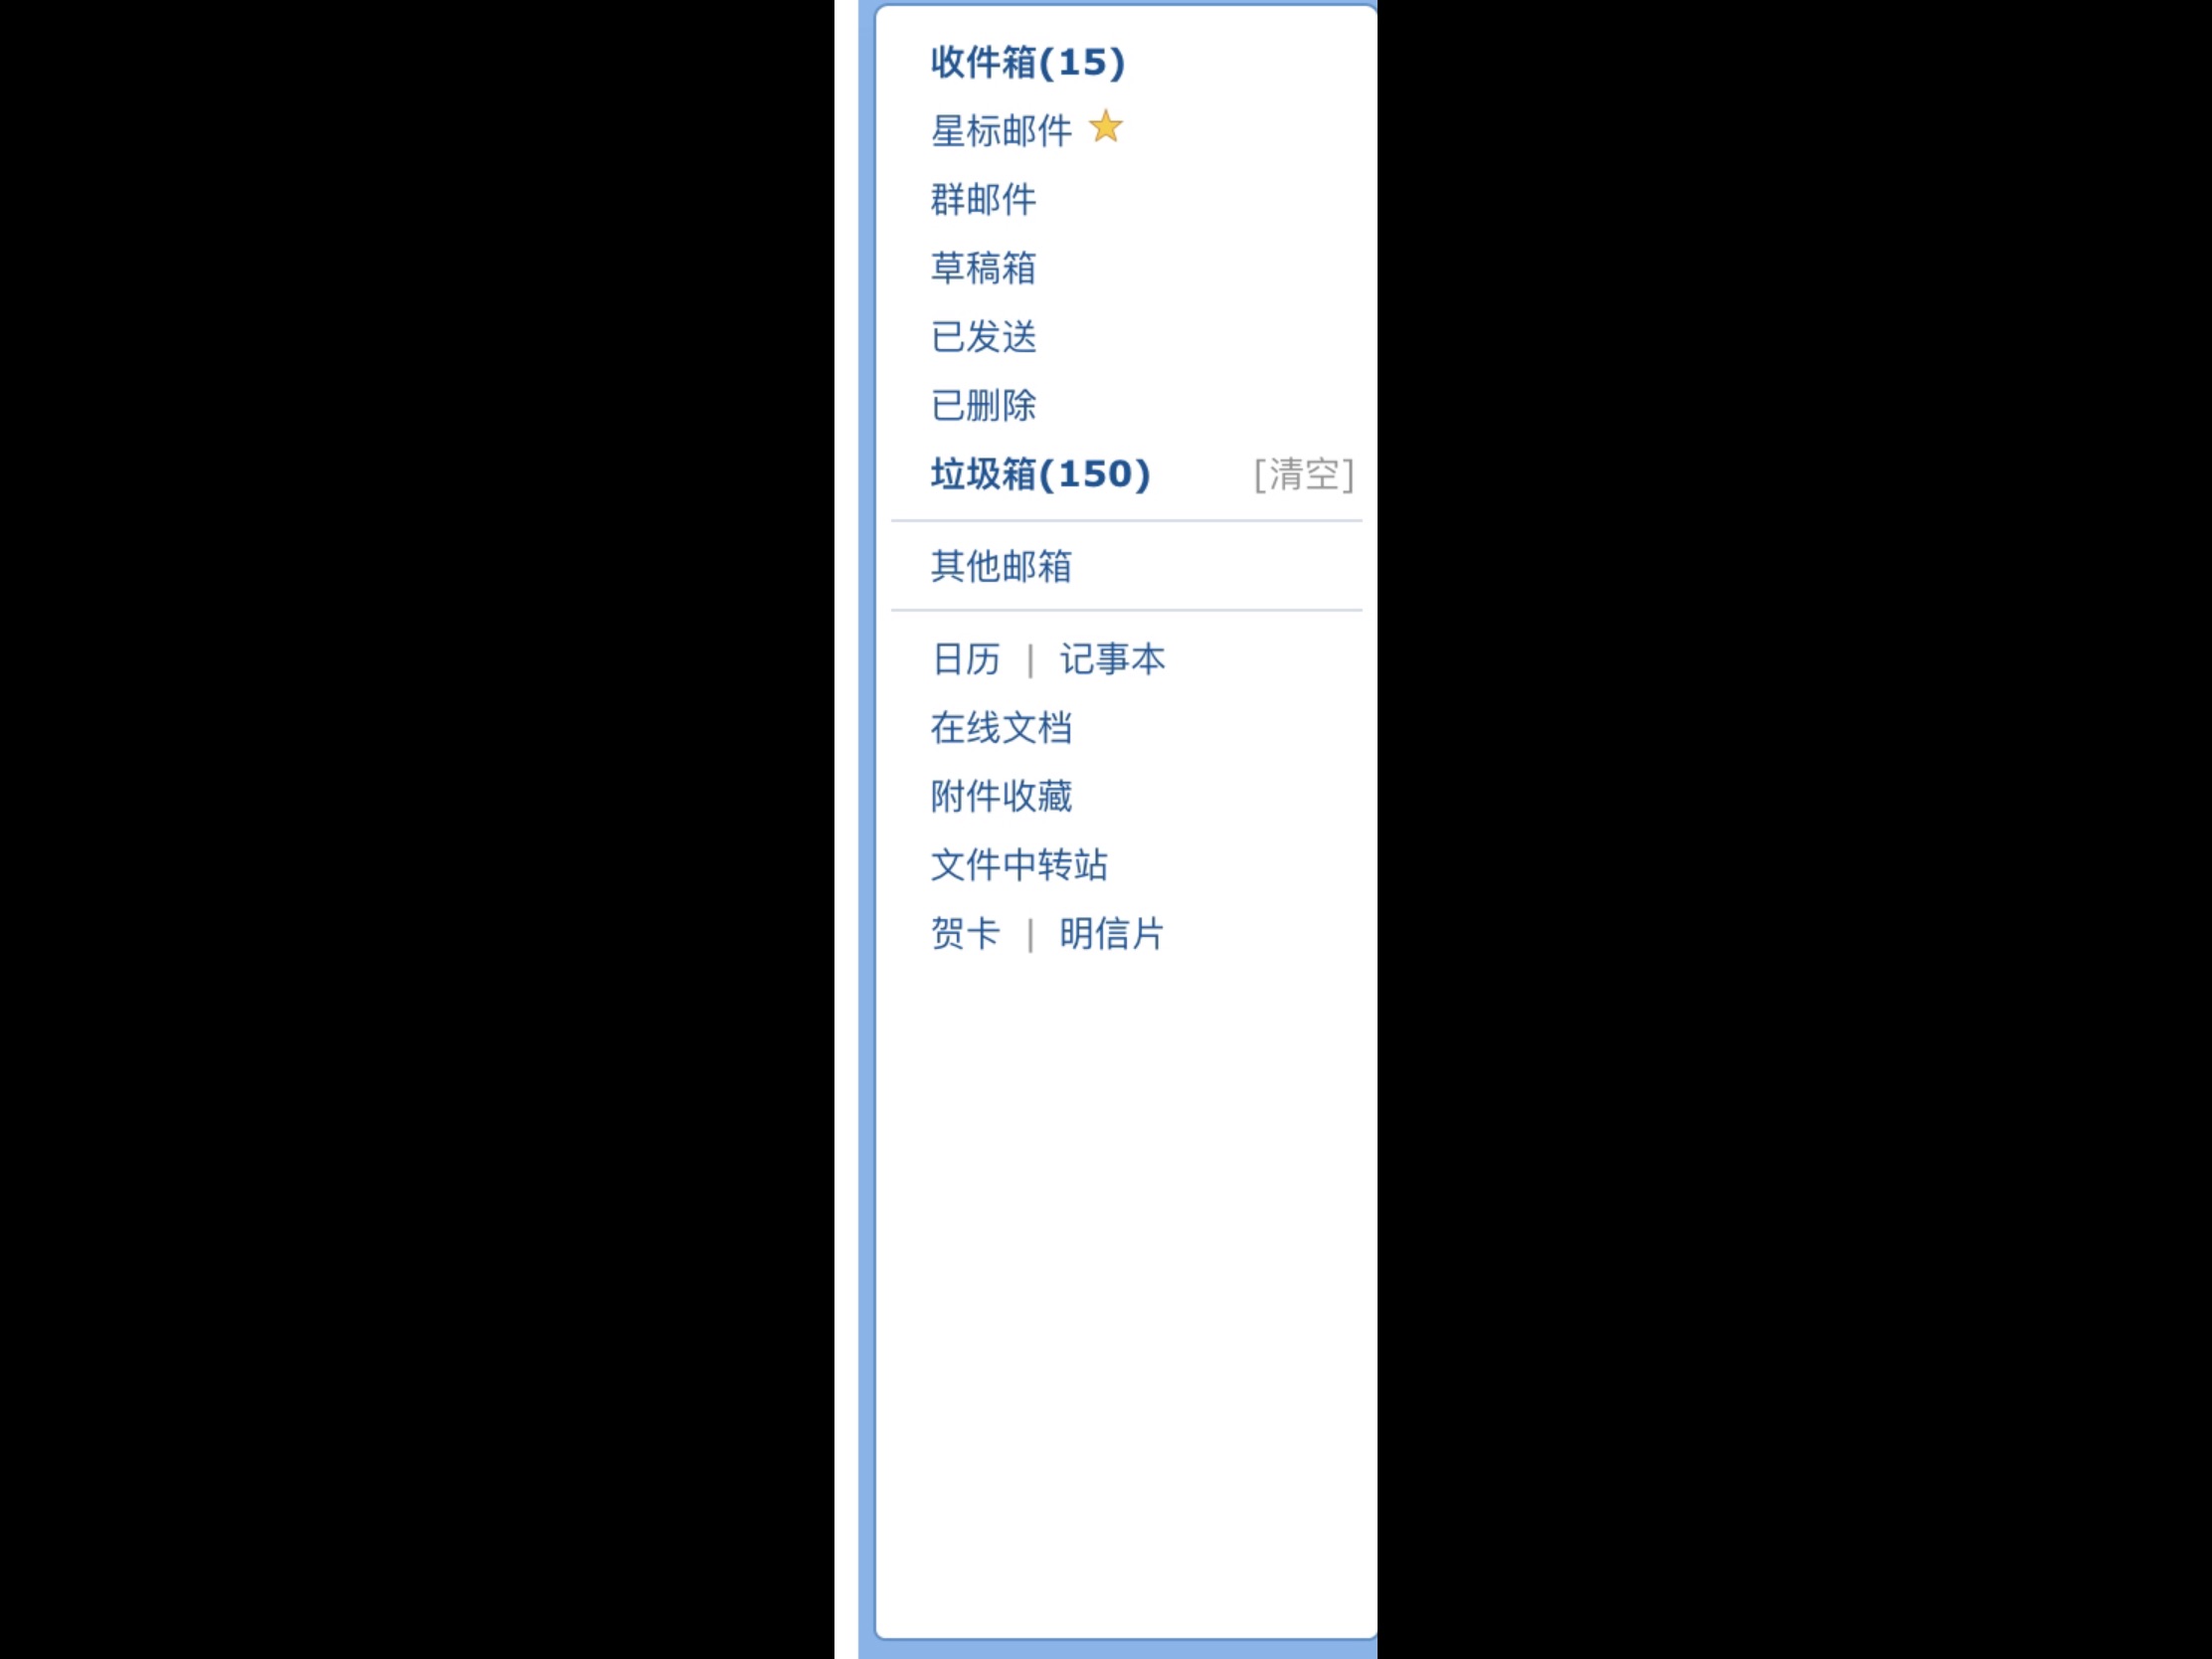 收件箱(15)
星标邮件
群邮件
草稿箱
已发送
已删除
垃圾箱(150) [清空]
其他邮箱
日历 | 记事本
在线文档
附件收藏
文件中转站
贺卡 | 明信片